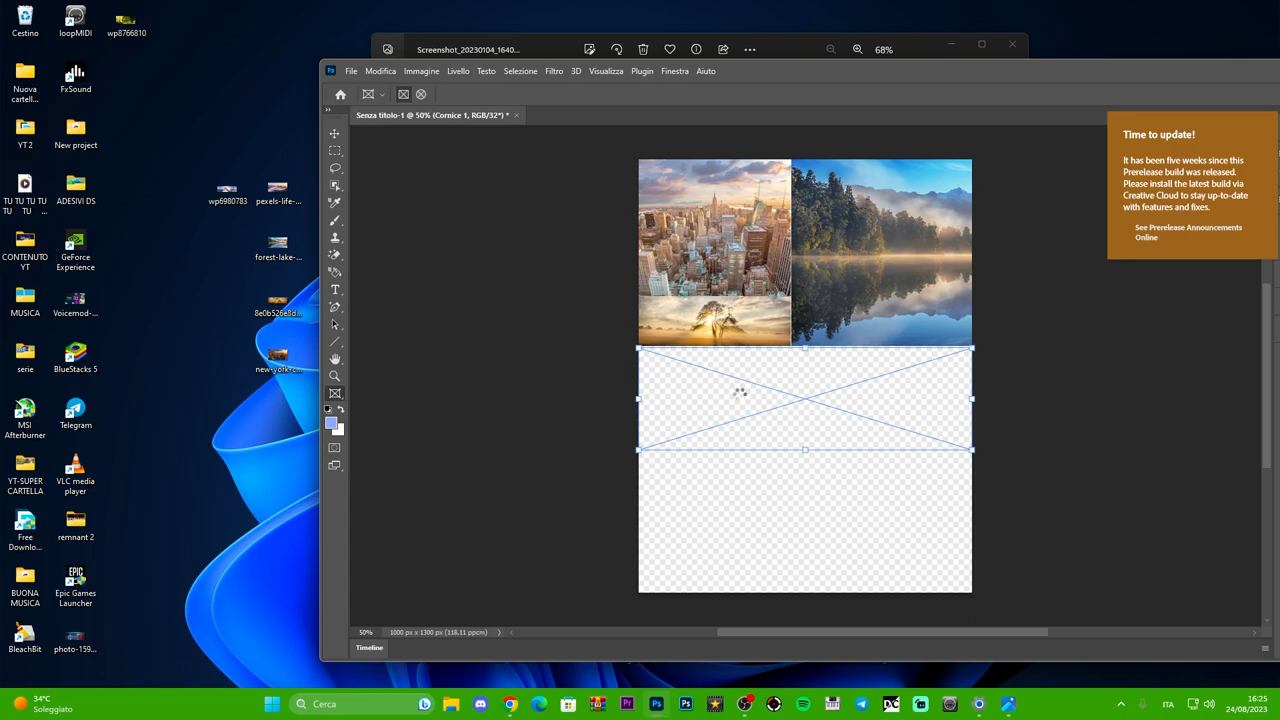 Cestino
loopMIDI
wp8766810
Nuova
cartell...
FxSound
YT 2
New project
TU TU TU TU
TU TU ...
ADESIVI DS
wp6980783
pexels-life-...
CONTENUTO
YT
GeForce
Experience
forest-lake-...
MUSICA
Voicemod-...
8e0b526e8d...
serie
BlueStacks 5
new-york-c...
MSI
Afterburner
Telegram
YT-SUPER
CARTELLA
VLC media
player
Free
Downlo...
remnant 2
BUONA
MUSICA
Epic Games
Launcher
BleachBit
photo-159...
Screenshot_20230104_1640...
68%
Ps
File Modifica Immagine Livello Testo Selezione Filtro 3D Visualizza Plugin Finestra Aiuto
Senza titolo-1 @ 50% (Cornice 1, RGB/32*) *
Time to update!
It has been five weeks since this
Prerelease build was released.
Please install the latest build via
Creative Cloud to stay up-to-date
with features and fixes.
See Prerelease Announcements
Online
50% 1000 px x 1300 px (118,11 ppcm)
Timeline
34°C
Soleggiato
Cerca
Pr
Ps
Ps
ITA
16:25
24/08/2023